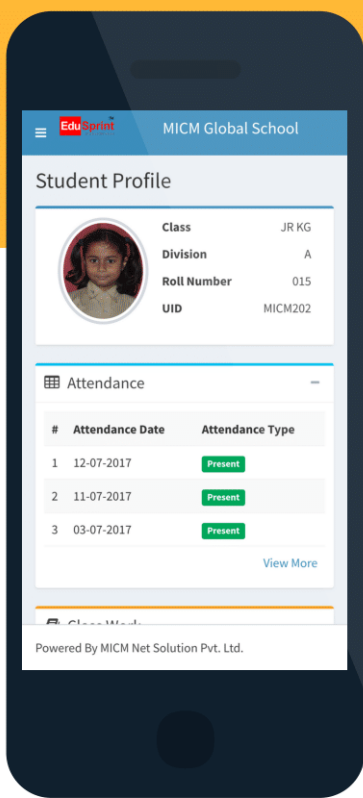 EduSprint MICM Global School
Student Profile
Class JR KG
Division A
Roll Number 015
UID MICM202
Attendance
# Attendance Date Attendance Type
1 12-07-2017 Present
2 11-07-2017 Present
3 03-07-2017 Present
View More
Class Work
Powered By MICM Net Solution Pvt. Ltd.